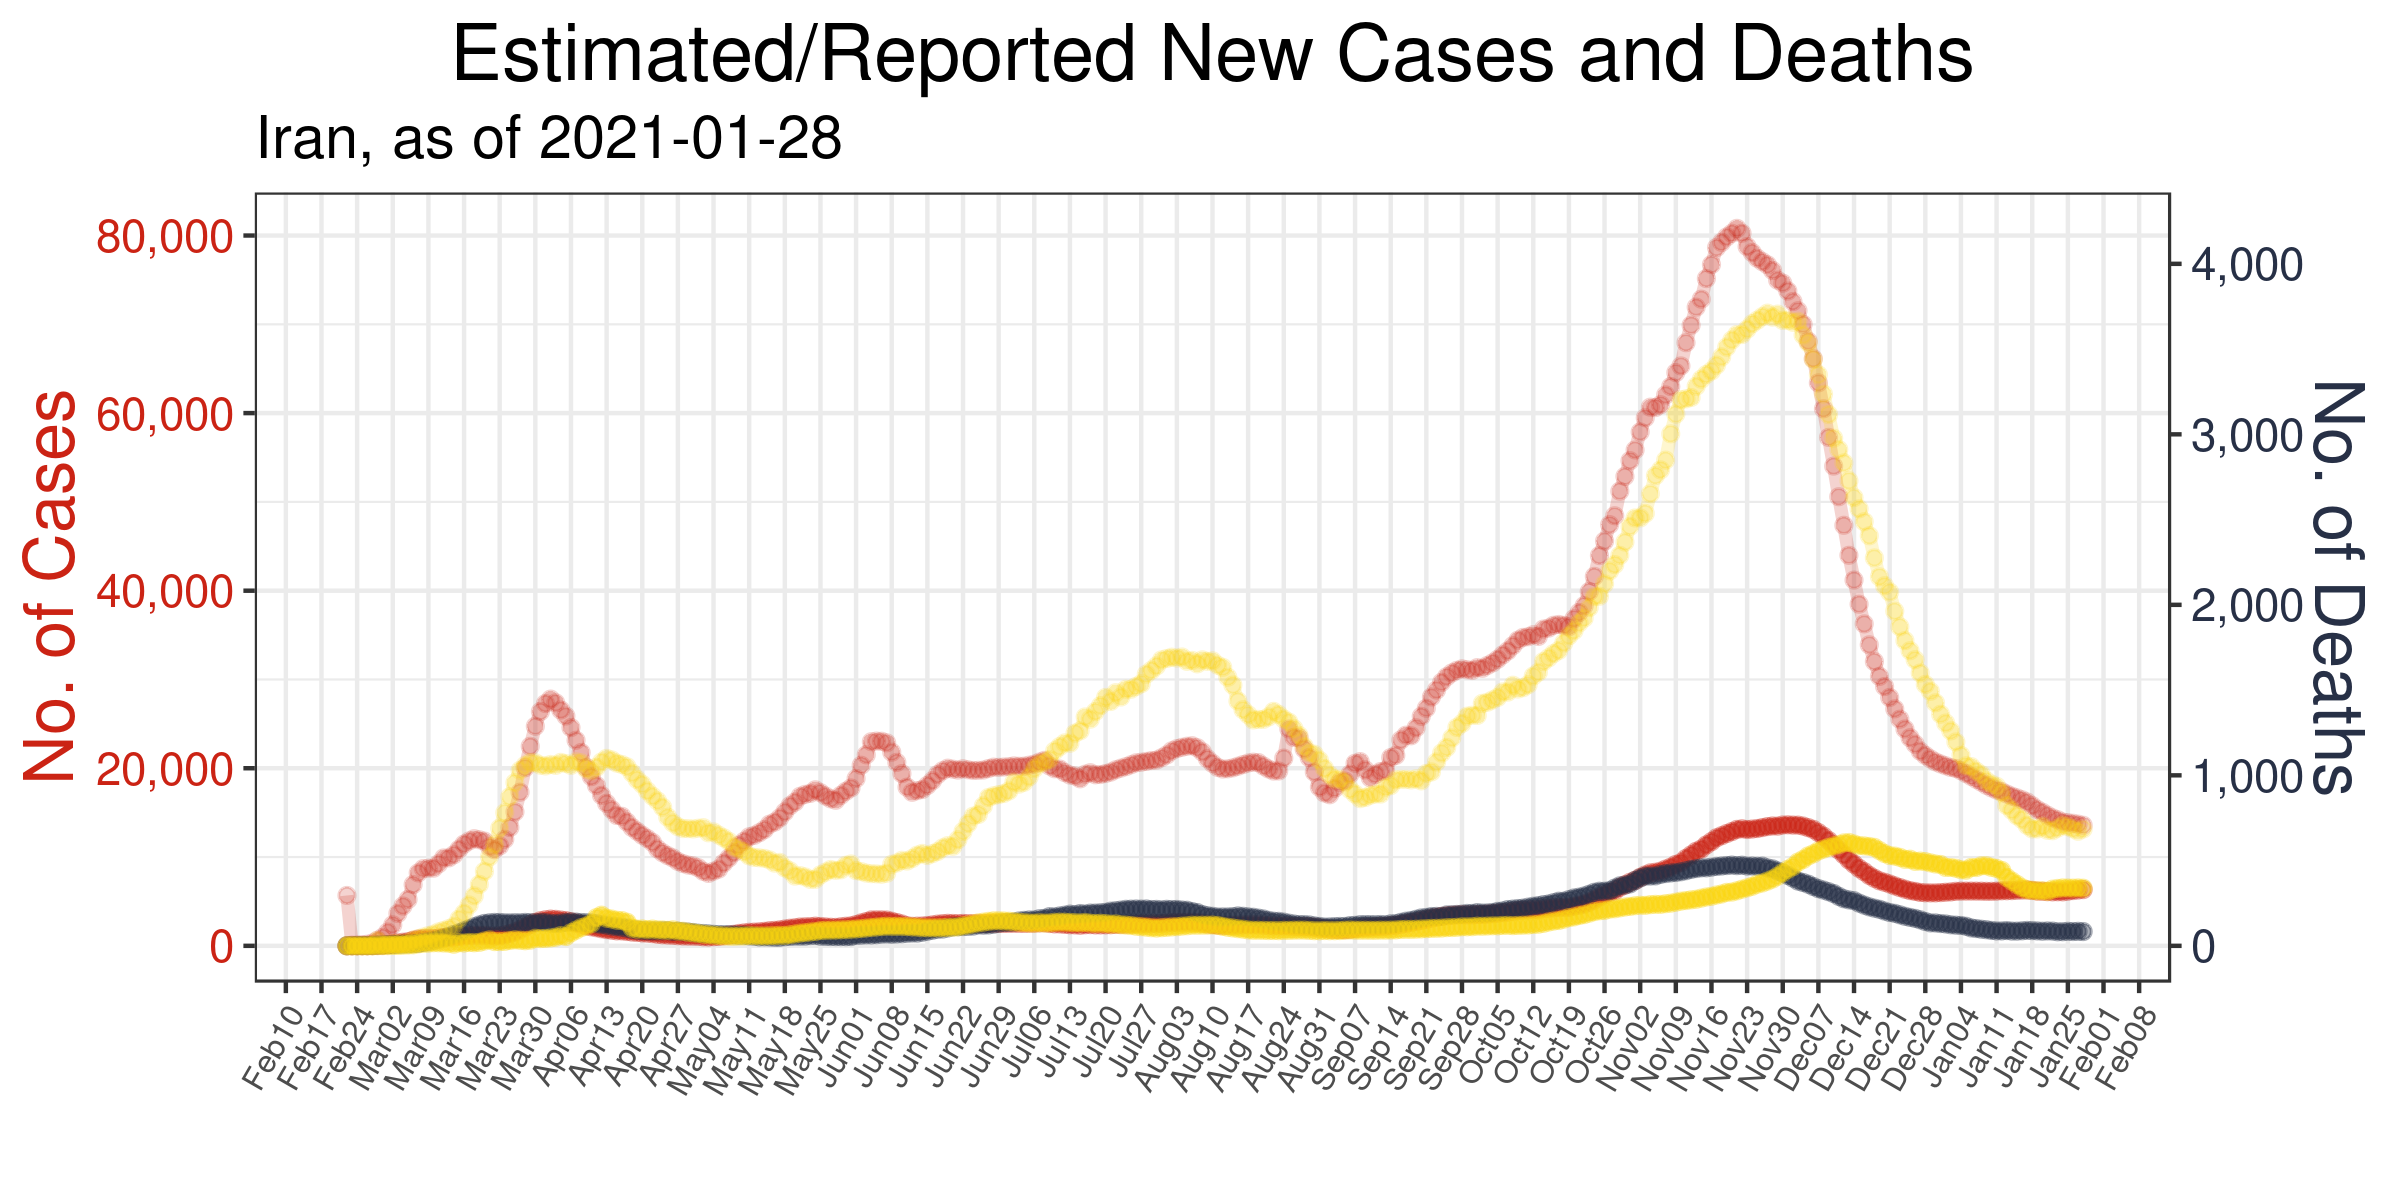 Estimated/Reported New Cases and Deaths
Iran, as of 2021-01-28
No. of Cases
80,000
60,000
40,000
20,000
0
4,000
3,000
2,000
1,000
0
No. of Deaths
Feb10 Feb17 Feb24 Mar02 Mar09 Mar16 Mar23 Mar30 Apr06 Apr13 Apr20 Apr27 May04 May11 May18 May25 Jun01 Jun08 Jun15 Jun22 Jun29 Jul06 Jul13 Jul20 Jul27 Aug03 Aug10 Aug17 Aug24 Aug31 Sep07 Sep14 Sep21 Sep28 Oct05 Oct12 Oct19 Oct26 Nov02 Nov09 Nov16 Nov23 Nov30 Dec07 Dec14 Dec21 Dec28 Jan04 Jan11 Jan18 Jan25 Feb01 Feb08